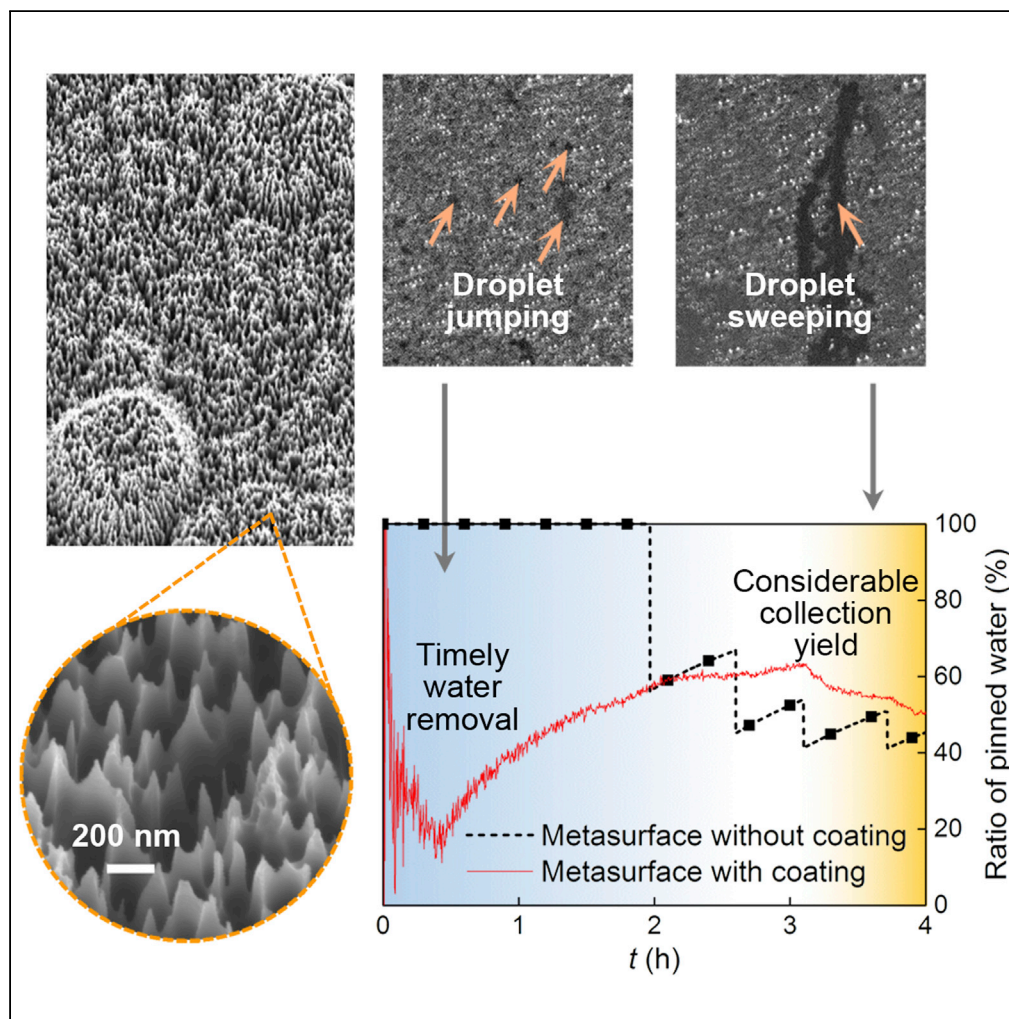 Droplet
jumping
Droplet
sweeping
200 nm
Timely
water
removal
Considerable
collection
yield
Metasurface without coating
Metasurface with coating
100
80
60
40
20
0
Ratio of pinned water (%)
0 1 2 3 4
t (h)